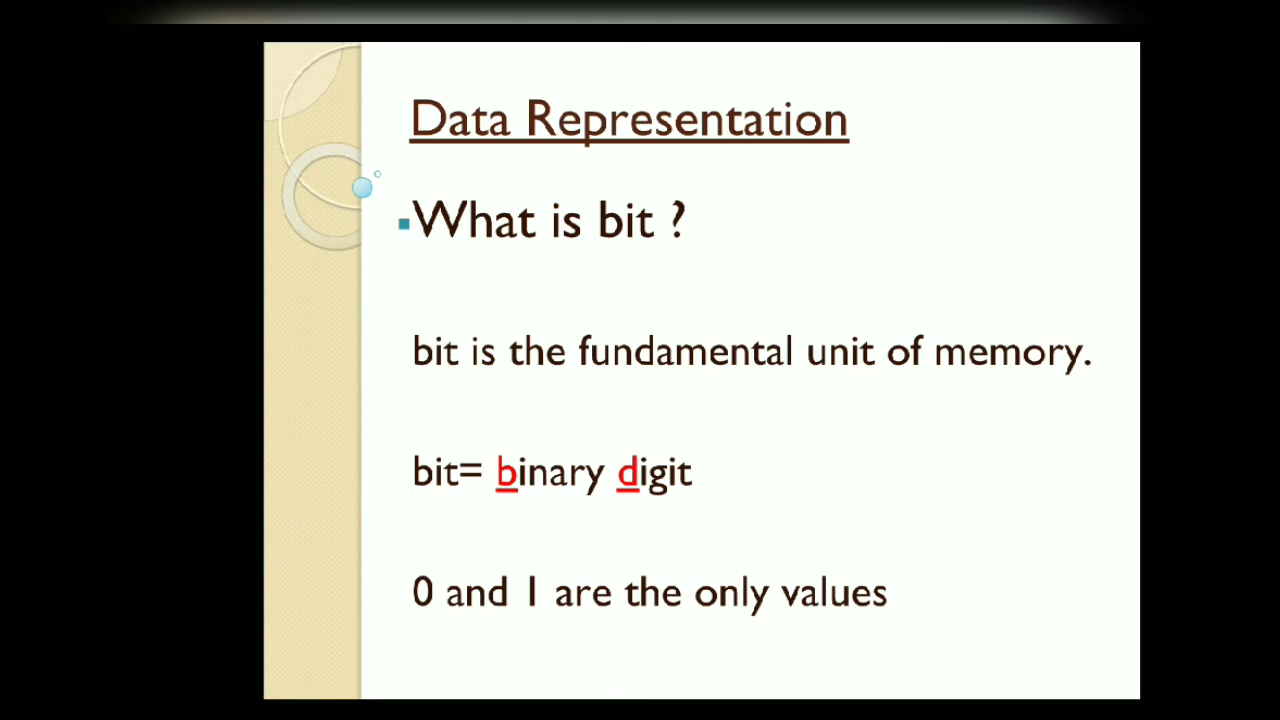 Data Representation
What is bit ?
bit is the fundamental unit of memory.
bit= binary digit
0 and 1 are the only values